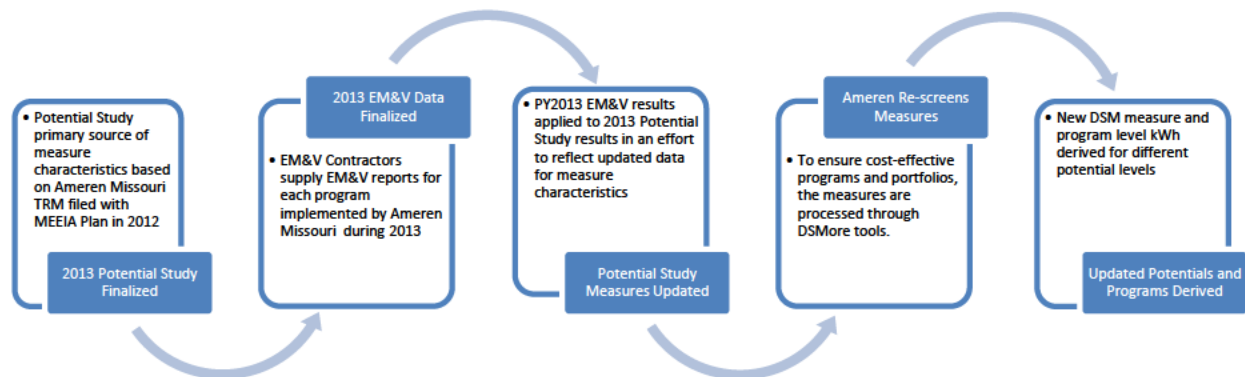 • Potential Study
primary source of
measure
characteristics based
on Ameren Missouri
TRM filed with
MEEIA Plan in 2012
2013 Potential Study
Finalized
2013 EM&V Data
Finalized
• EM&V Contractors
supply EM&V reports for
each program
implemented by Ameren
Missouri during 2013
• PY2013 EM&V results
applied to 2013 Potential
Study results in an effort
to reflect updated data
for measure
characteristics
Potential Study
Measures Updated
Ameren Re-screens
Measures
• To ensure cost-effective
programs and portfolios,
the measures are
processed through
DSMore tools.
• New DSM measure and
program level kWh
derived for different
potential levels
Updated Potentials and
Programs Derived